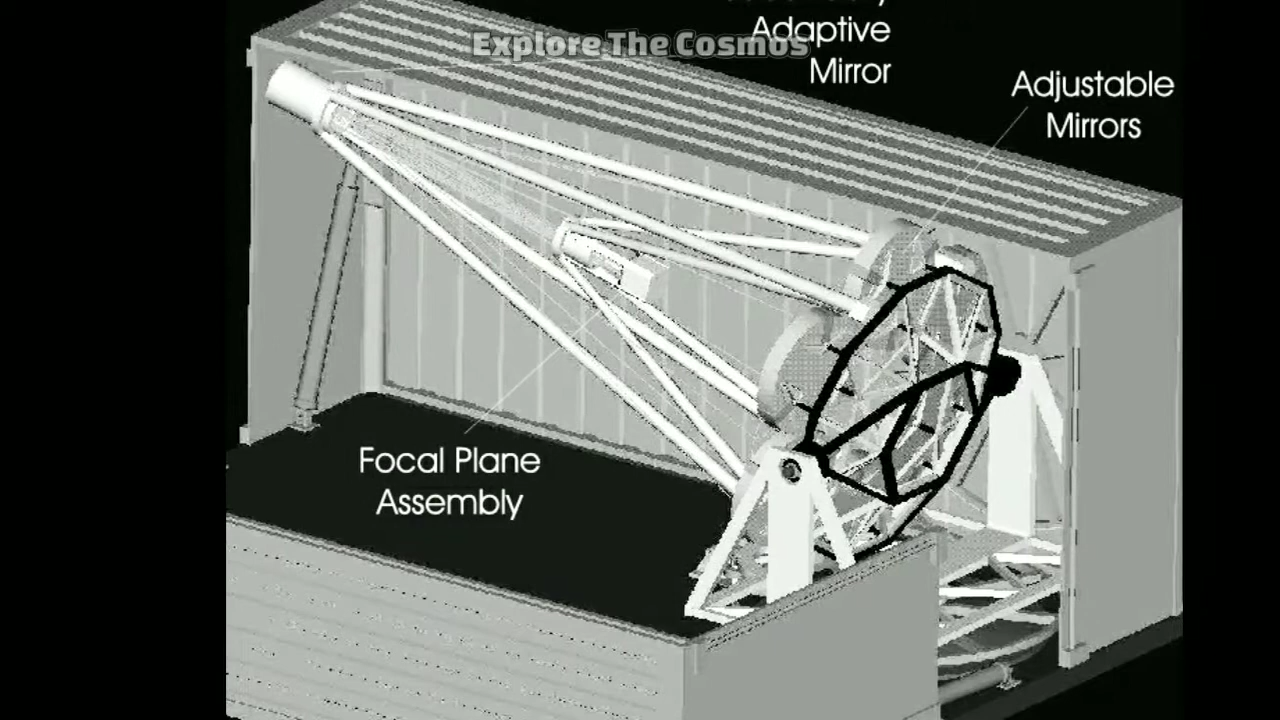 Adaptive
Mirror
Explore The Cosmos
Adjustable
Mirrors
Focal Plane
Assembly